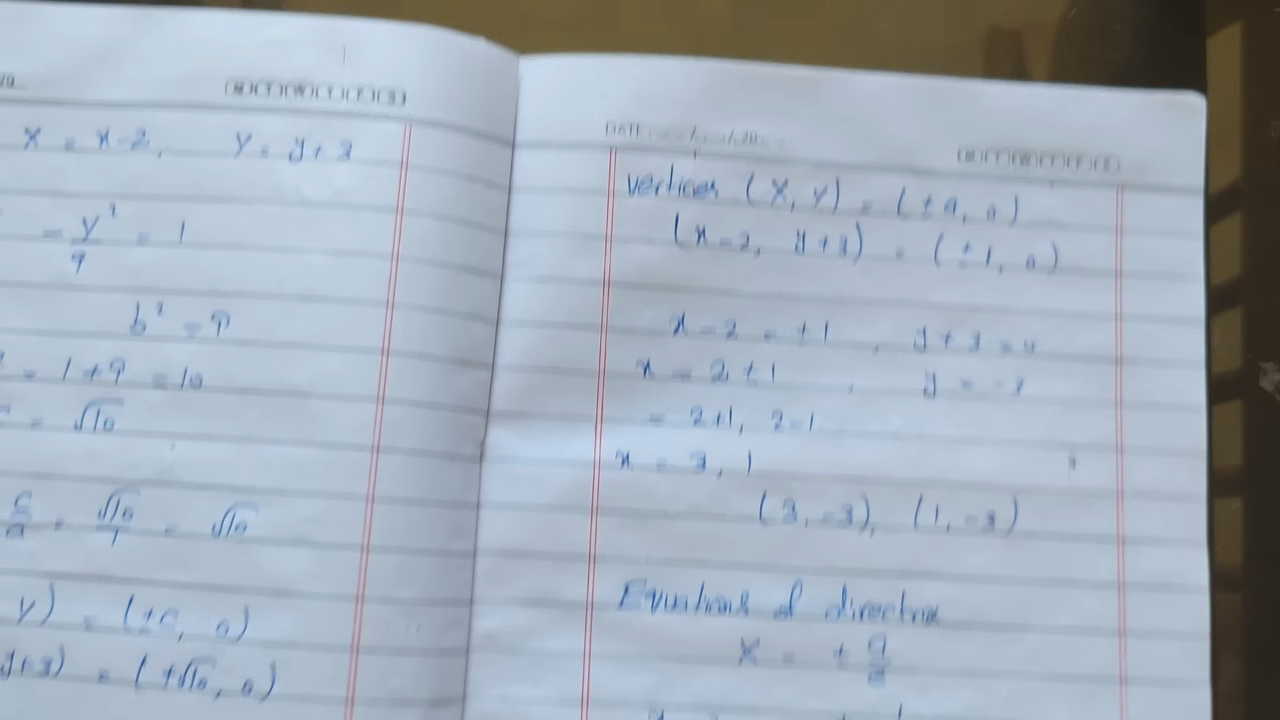 X = x-2, Y = y+3
- Y²/9 = 1
b² = 9
= 1+9 = 10
= √10
c/a = √10/1 = √10
Y) = (±c, 0)
y+3) = (±√10, 0)
DATE
vertices (X, Y) = (±a, 0)
(x-2, y+3) = (±1, 0)
x-2 = ±1, y+3 = 0
x = 2±1, y = -3
= 2+1, 2-1
x = 3, 1
(3, -3), (1, -3)
Equations of directrix
X = ± a/e